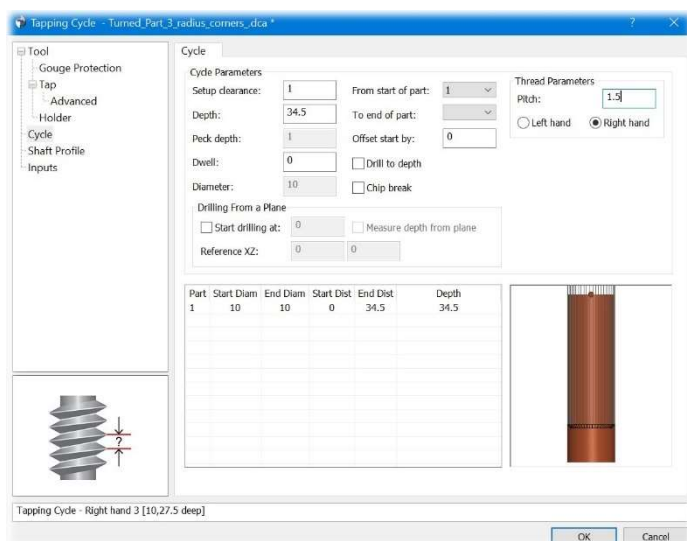 Tapping Cycle - Turned_Part_3_radius_corners_.dca *
? X
Tool
Gouge Protection
Tap
Advanced
Holder
Cycle
Shaft Profile
Inputs
Cycle
Cycle Parameters
Setup clearance: 1 From start of part: 1
Depth: 34.5 To end of part:
Peck depth: 1 Offset start by: 0
Dwell: 0 Drill to depth
Diameter: 10 Chip break
Thread Parameters
Pitch: 1.5
Left hand Right hand
Drilling From a Plane
Start drilling at: 0 Measure depth from plane
Reference XZ: 0 0
Part Start Diam End Diam Start Dist End Dist Depth
1 10 10 0 34.5 34.5
?
Tapping Cycle - Right hand 3 [10,27.5 deep]
OK Cancel